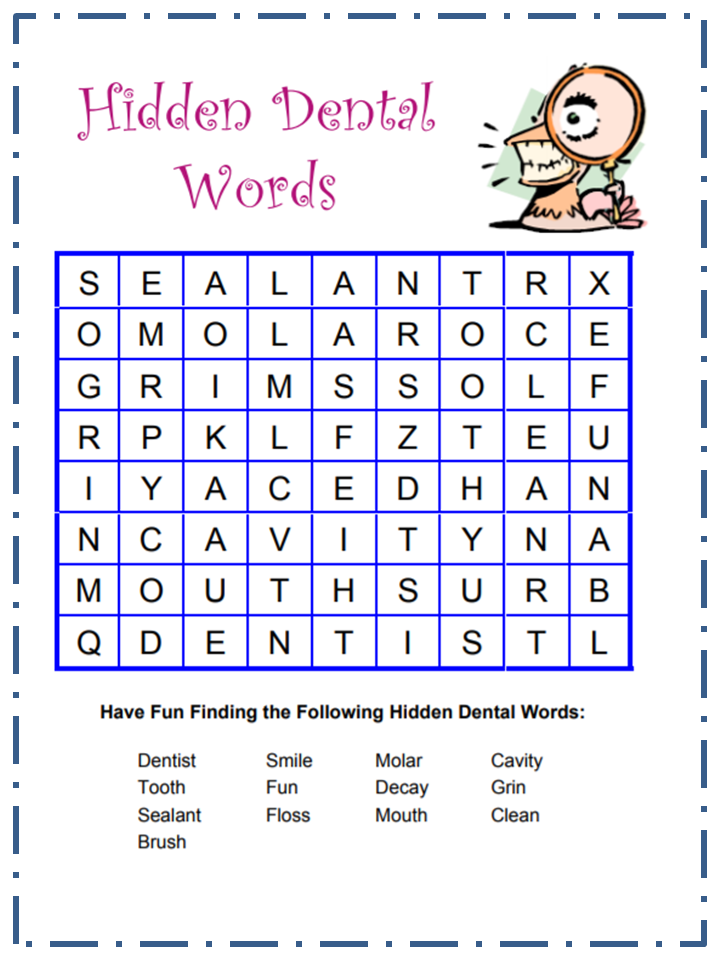 Hidden Dental
Words
S E A L A N T R X
O M O L A R O C E
G R I M S S O L F
R P K L F Z T E U
I Y A C E D H A N
N C A V I T Y N A
M O U T H S U R B
Q D E N T I S T L
Have Fun Finding the Following Hidden Dental Words:
Dentist Smile Molar Cavity
Tooth Fun Decay Grin
Sealant Floss Mouth Clean
Brush